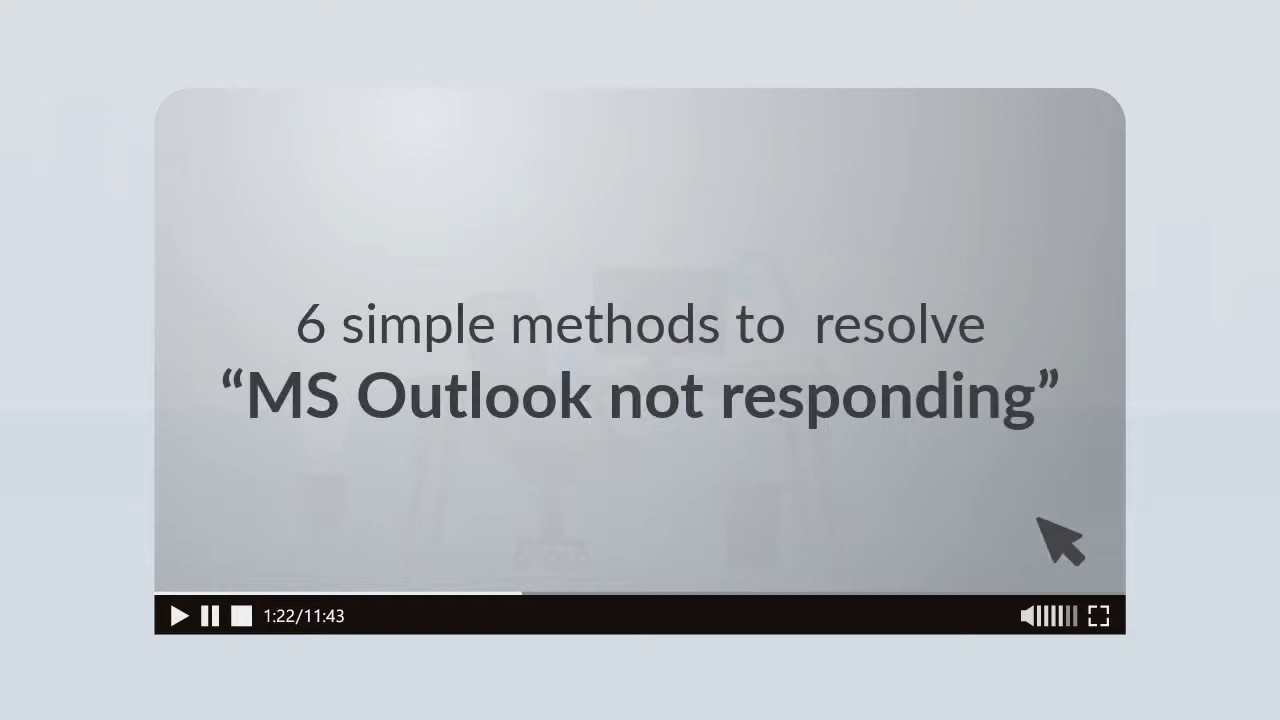 6 simple methods to  resolve
“MS Outlook not responding”
1:22/11:43